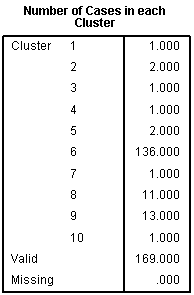 Number of Cases in each
Cluster
Cluster 1 1.000
2 2.000
3 1.000
4 1.000
5 2.000
6 136.000
7 1.000
8 11.000
9 13.000
10 1.000
Valid 169.000
Missing .000